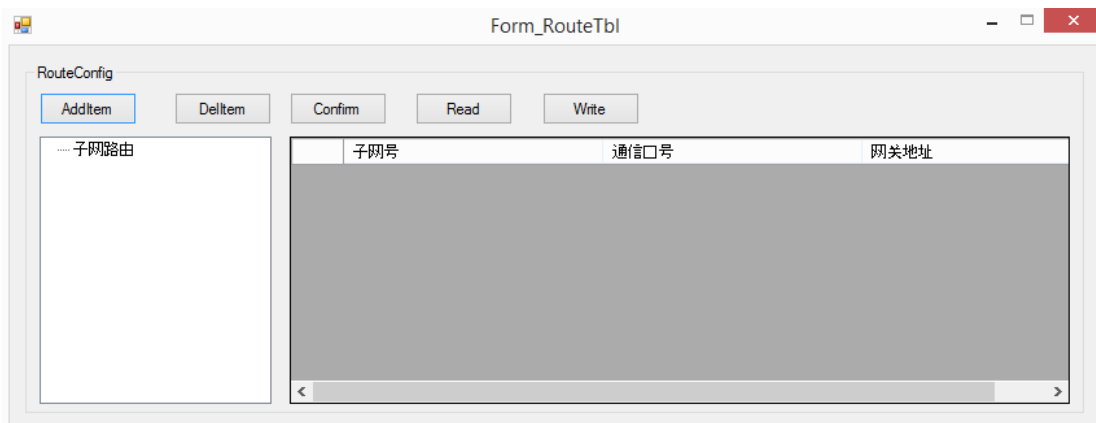 Form_RouteTbl
RouteConfig
AddItem DelItem Confirm Read Write
子网路由
子网号 通信口号 网关地址